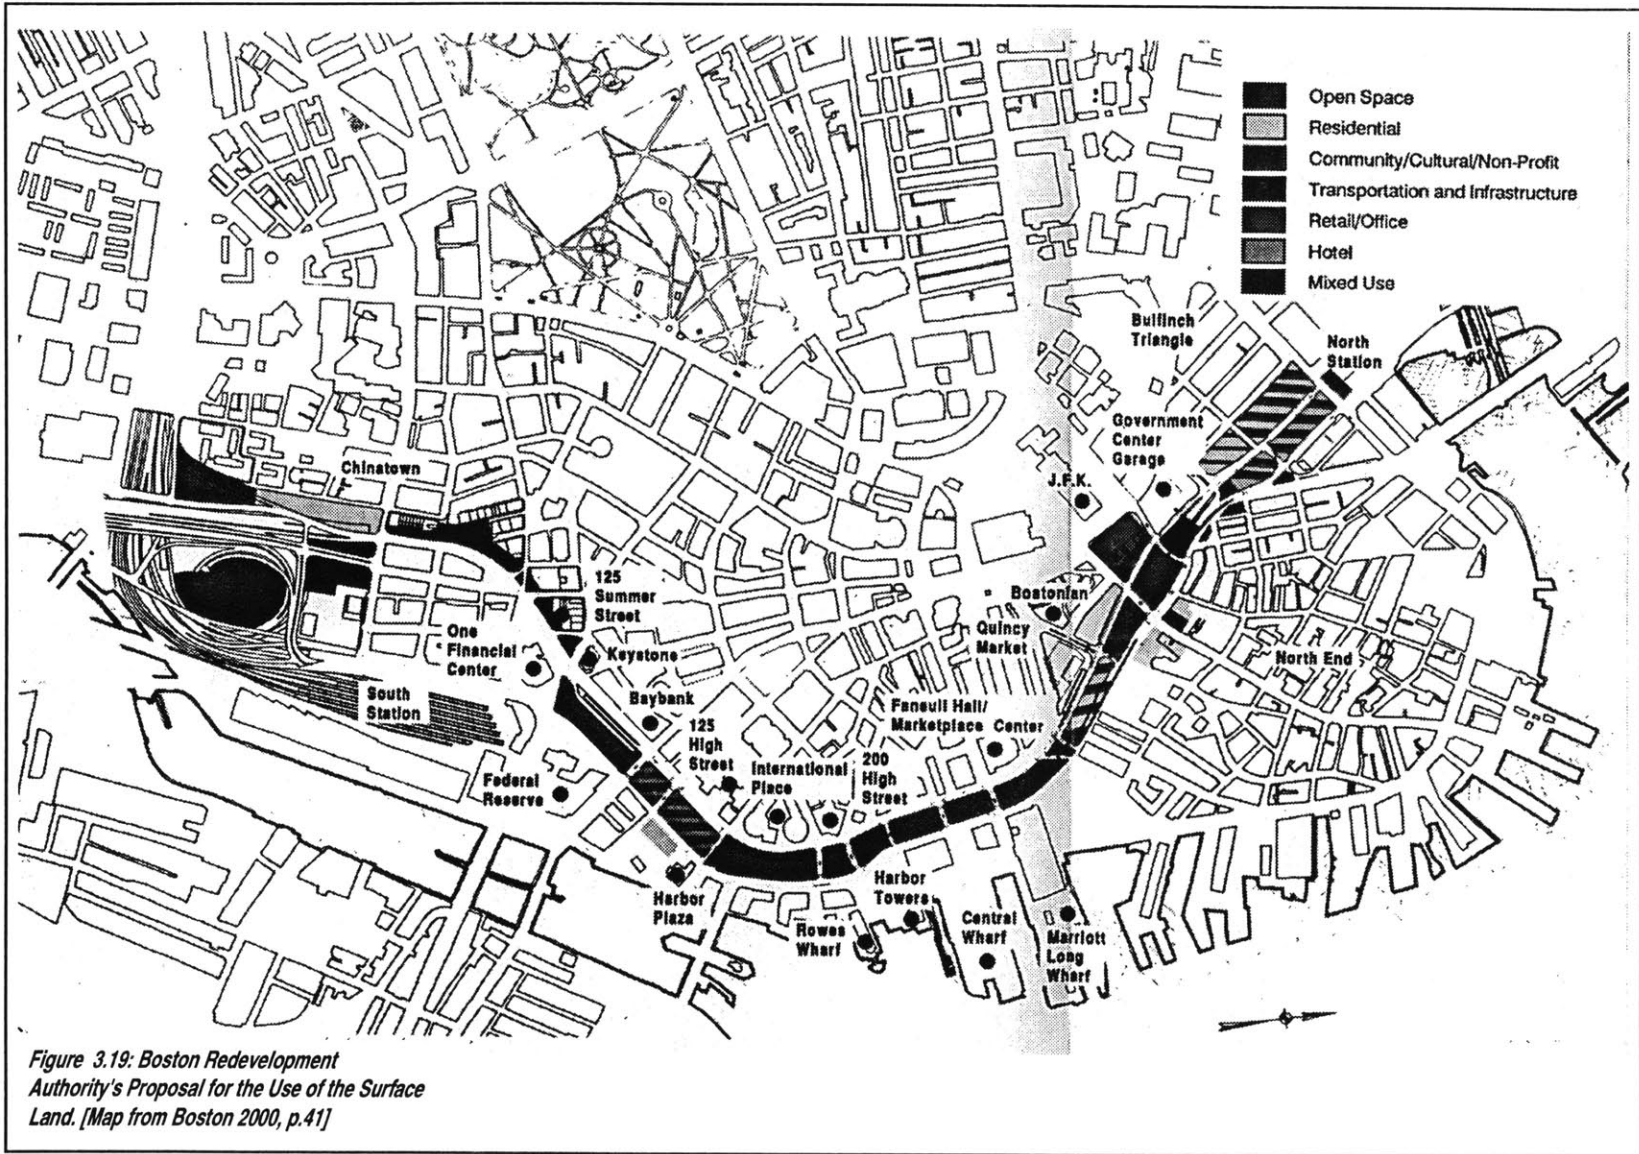 Open Space
Residential
Community/Cultural/Non-Profit
Transportation and Infrastructure
Retail/Office
Hotel
Mixed Use
Bulfinch
Triangle
North
Station
Government
Center
Garage
J.F.K.
Chinatown
125
Summer
Street
Bostonian
Quincy
Market
North End
One
Financial
Center
Keystone
South
Station
Baybank
125
High
Street
Faneuil Hall/
Marketplace Center
International
Place
200
High
Street
Federal
Reserve
Harbor
Plaza
Harbor
Towers
Rowes
Wharf
Central
Wharf
Marriott
Long
Wharf
Figure 3.19: Boston Redevelopment
Authority's Proposal for the Use of the Surface
Land. [Map from Boston 2000, p.41]